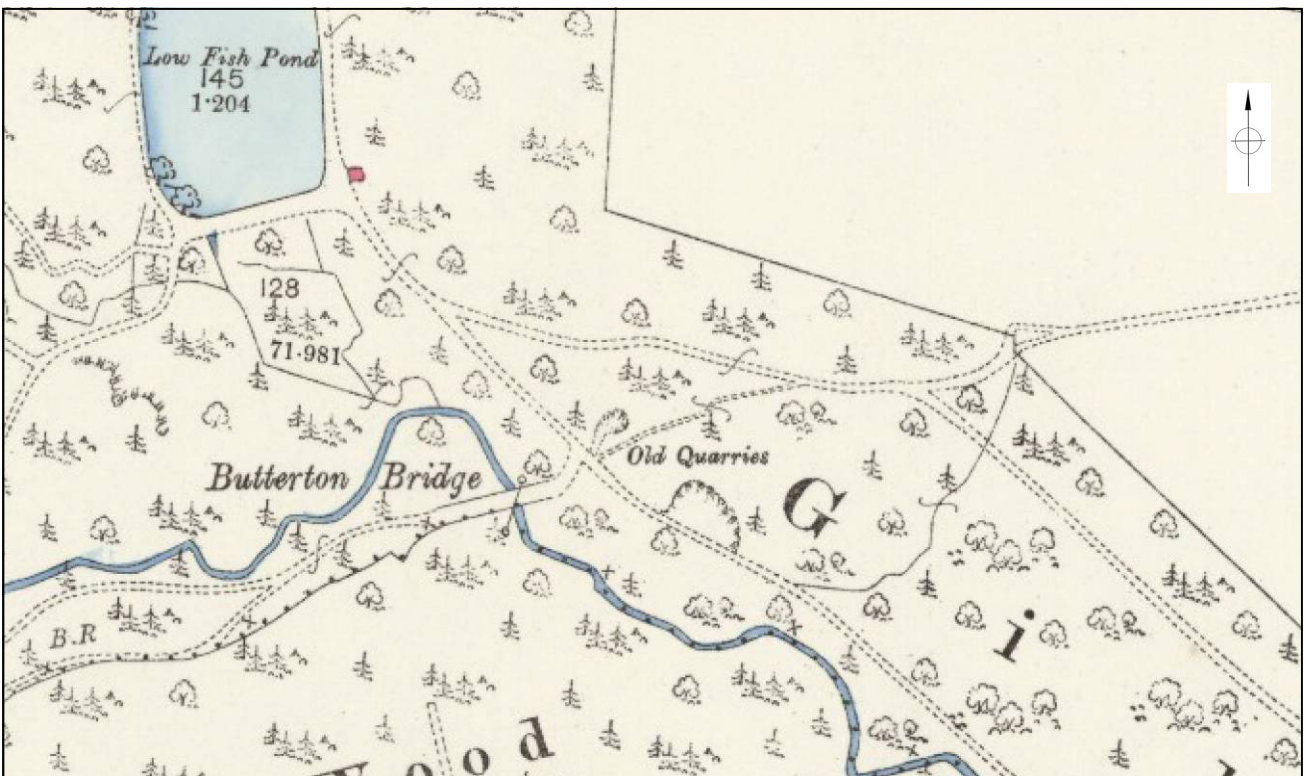 Low Fish Pond
145
1·204
128
71·981
Butterton Bridge
Old Quarries
B.R
G
i
Wood